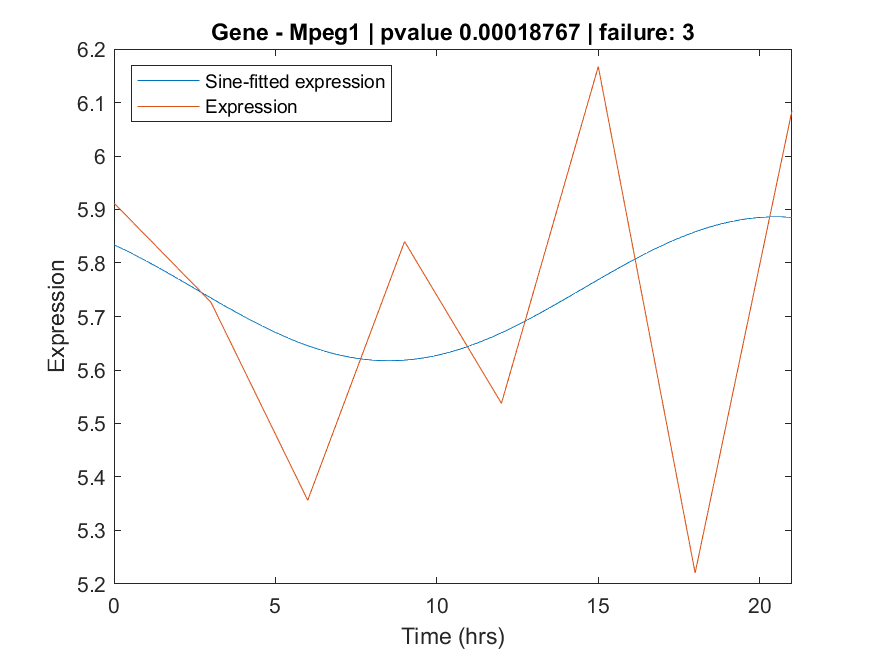 Gene - Mpeg1 | pvalue 0.00018767 | failure: 3
Sine-fitted expression
Expression
6.2
6.1
6
5.9
5.8
5.7
5.6
5.5
5.4
5.3
5.2
Expression
0 5 10 15 20
Time (hrs)